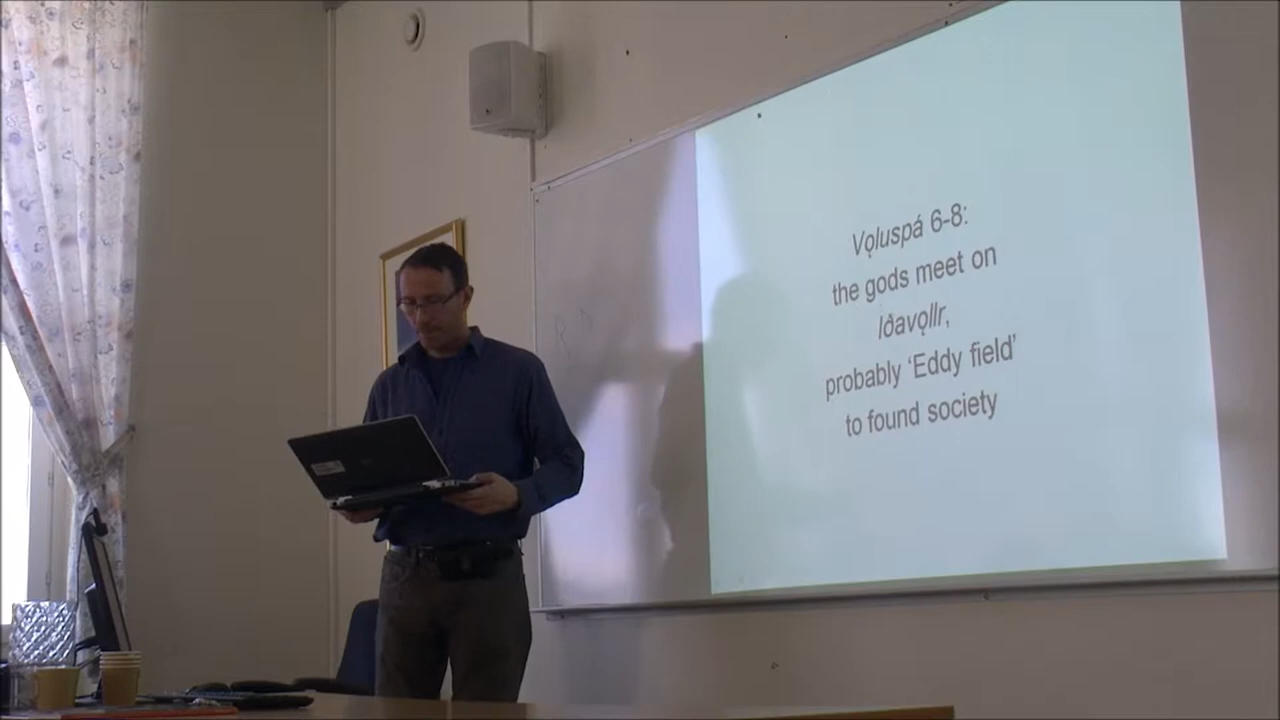 Vǫluspá 6-8:
the gods meet on
Iðavǫllr,
probably ‘Eddy field’
to found society